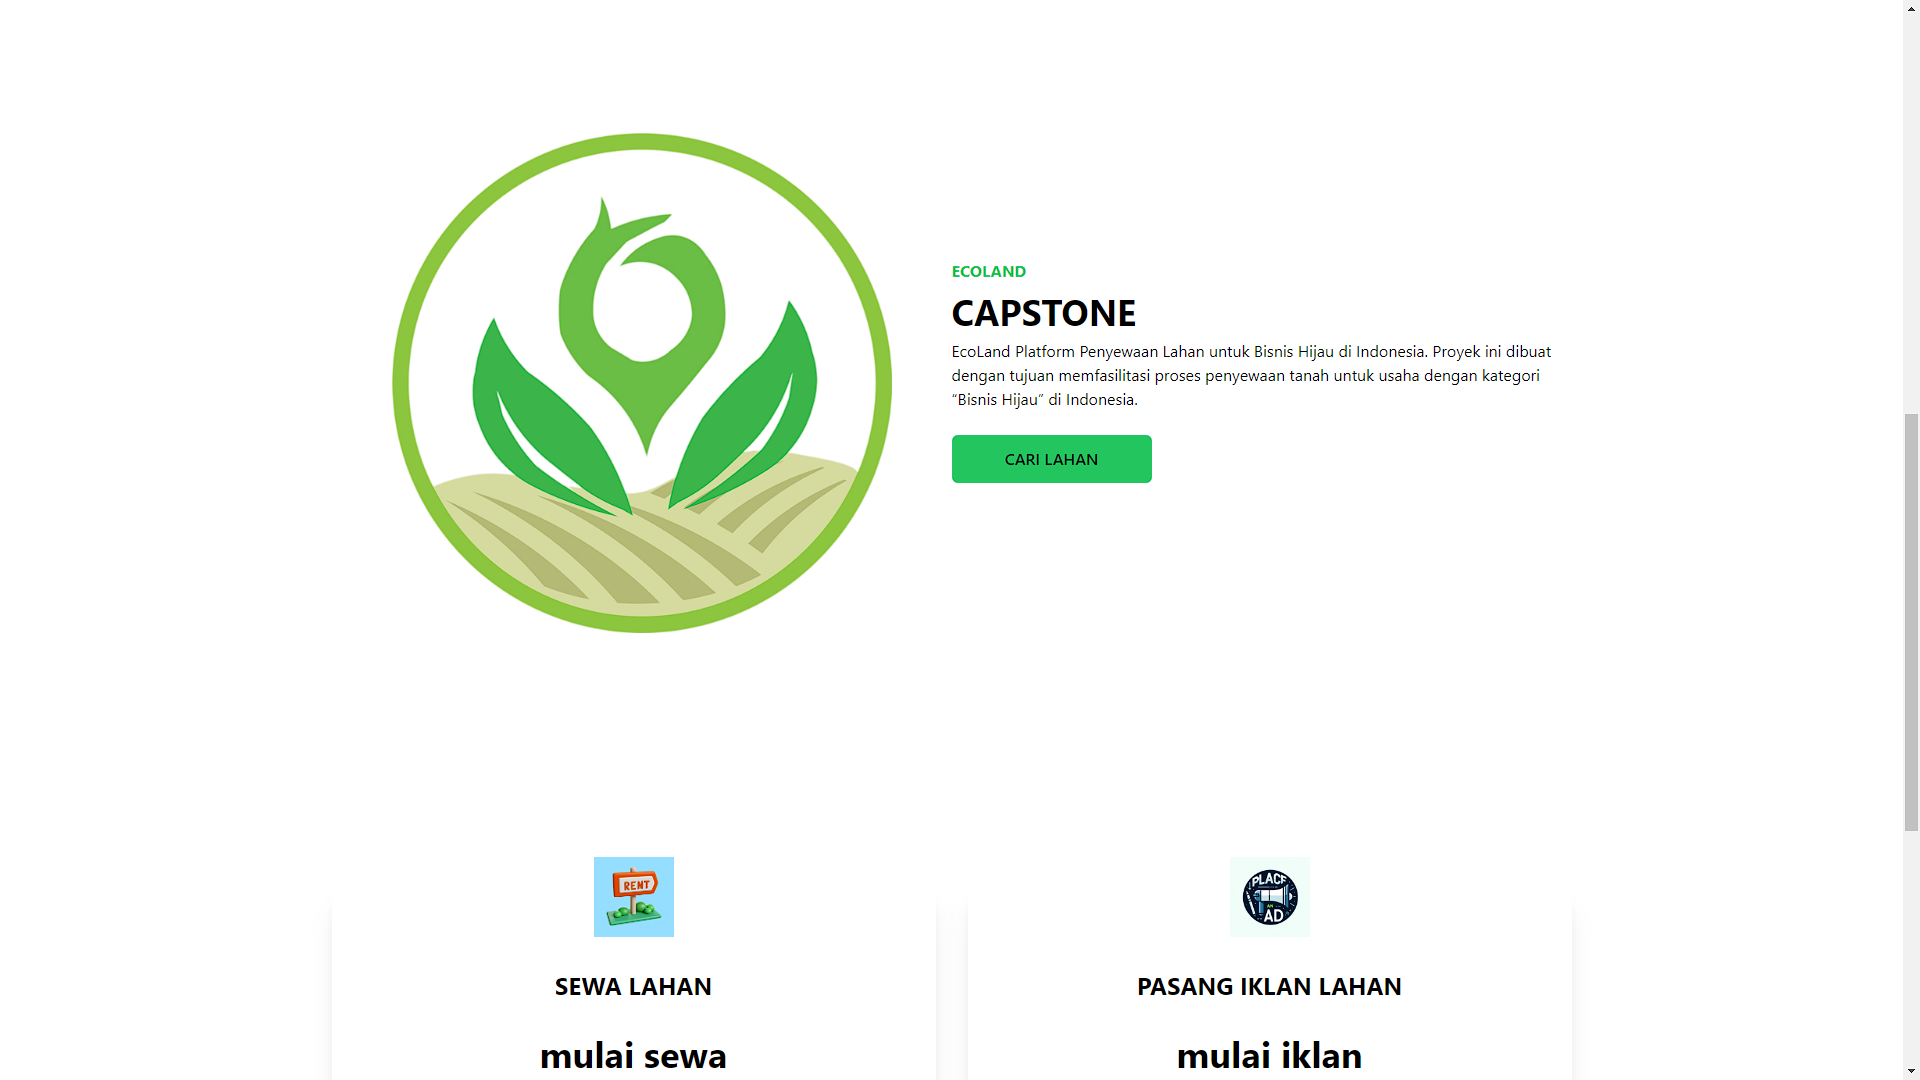 ECOLAND
CAPSTONE
EcoLand Platform Penyewaan Lahan untuk Bisnis Hijau di Indonesia. Proyek ini dibuat
dengan tujuan memfasilitasi proses penyewaan tanah untuk usaha dengan kategori
“Bisnis Hijau” di Indonesia.
CARI LAHAN
RENT
SEWA LAHAN
mulai sewa
PLACE
AN
AD
PASANG IKLAN LAHAN
mulai iklan